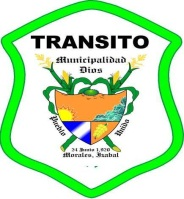 TRANSITO
Municipalidad
Dios
Pueblo
Unido
24 Junio 1,920
Morales, Izabal